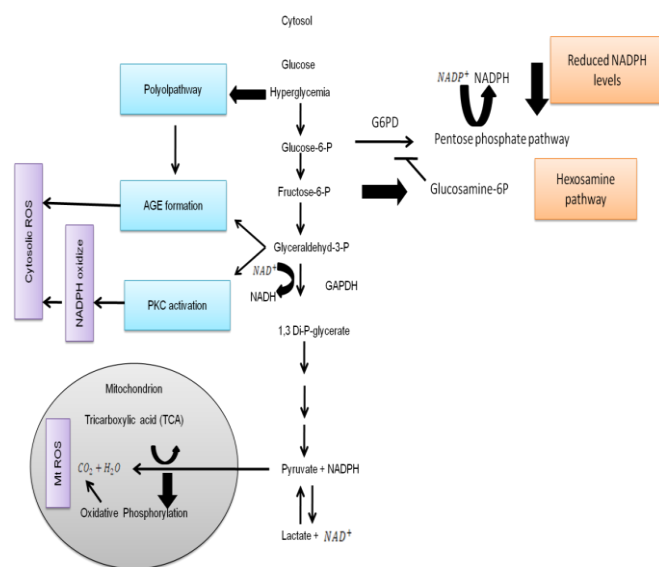 Cytosol
Glucose
Hyperglycemia
Polyolpathway
NADP+ NADPH
Reduced NADPH
levels
G6PD
Pentose phosphate pathway
Glucose-6-P
Fructose-6-P
Glucosamine-6P
Hexosamine
pathway
AGE formation
Cytosolic ROS
NADPH oxidize
Glyceraldehyd-3-P
NAD+
NADH
GAPDH
PKC activation
1,3 Di-P-glycerate
Mitochondrion
Tricarboxylic acid (TCA)
Mt ROS
CO2 + H2O
Pyruvate + NADPH
Oxidative Phosphorylation
Lactate + NAD+